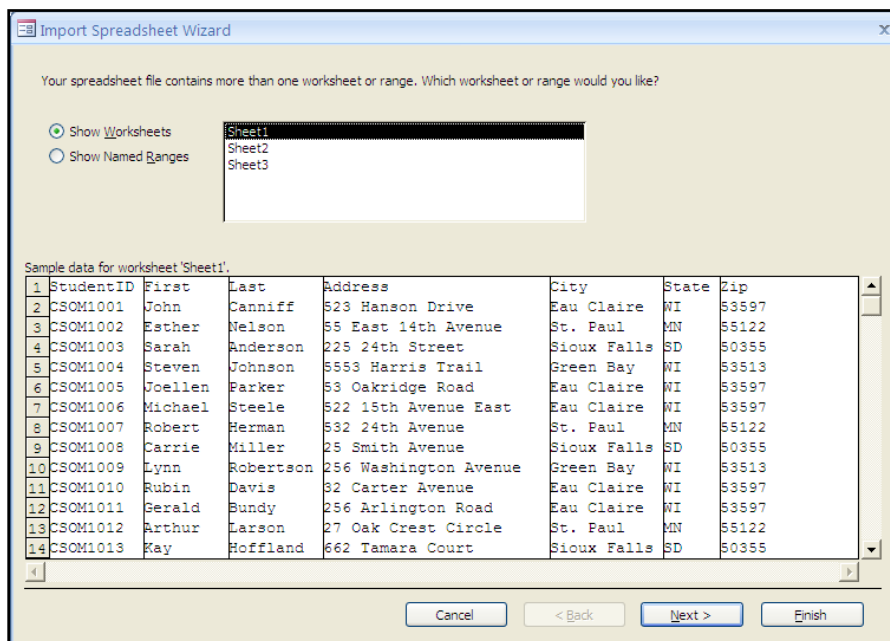 Import Spreadsheet Wizard
Your spreadsheet file contains more than one worksheet or range. Which worksheet or range would you like?
Show Worksheets
Show Named Ranges
Sheet1
Sheet2
Sheet3
Sample data for worksheet 'Sheet1'.
1 StudentID First Last Address City State Zip
2 CSOM1001 John Canniff 523 Hanson Drive Eau Claire WI 53597
3 CSOM1002 Esther Nelson 55 East 14th Avenue St. Paul MN 55122
4 CSOM1003 Sarah Anderson 225 24th Street Sioux Falls SD 50355
5 CSOM1004 Steven Johnson 5553 Harris Trail Green Bay WI 53513
6 CSOM1005 Joellen Parker 53 Oakridge Road Eau Claire WI 53597
7 CSOM1006 Michael Steele 522 15th Avenue East Eau Claire WI 53597
8 CSOM1007 Robert Herman 532 24th Avenue St. Paul MN 55122
9 CSOM1008 Carrie Miller 25 Smith Avenue Sioux Falls SD 50355
10 CSOM1009 Lynn Robertson 256 Washington Avenue Green Bay WI 53513
11 CSOM1010 Rubin Davis 32 Carter Avenue Eau Claire WI 53597
12 CSOM1011 Gerald Bundy 256 Arlington Road Eau Claire WI 53597
13 CSOM1012 Arthur Larson 27 Oak Crest Circle St. Paul MN 55122
14 CSOM1013 Kay Hoffland 662 Tamara Court Sioux Falls SD 50355
Cancel < Back Next > Finish